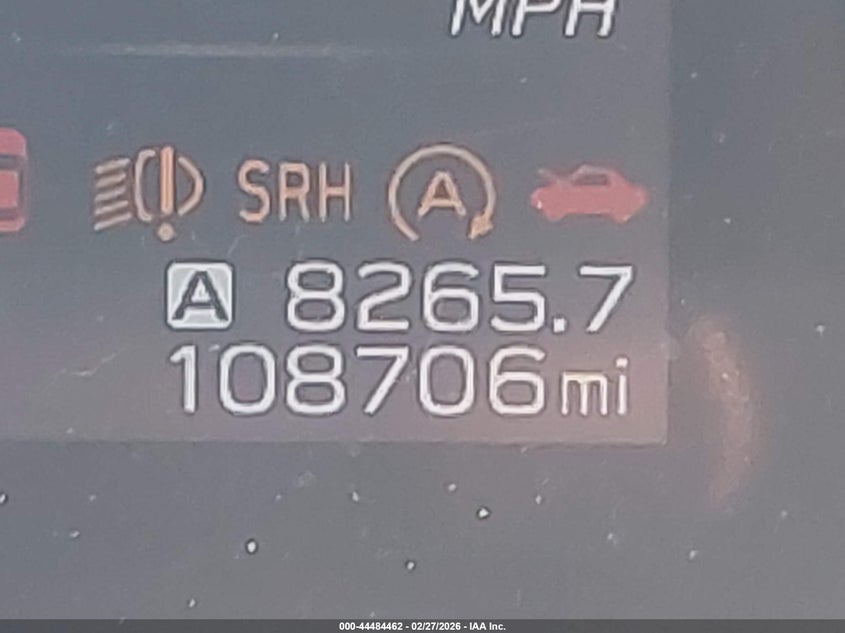 MPH
SRH A
A 8265.7
108706mi
000-44484462 - 02/27/2026 - IAA Inc.